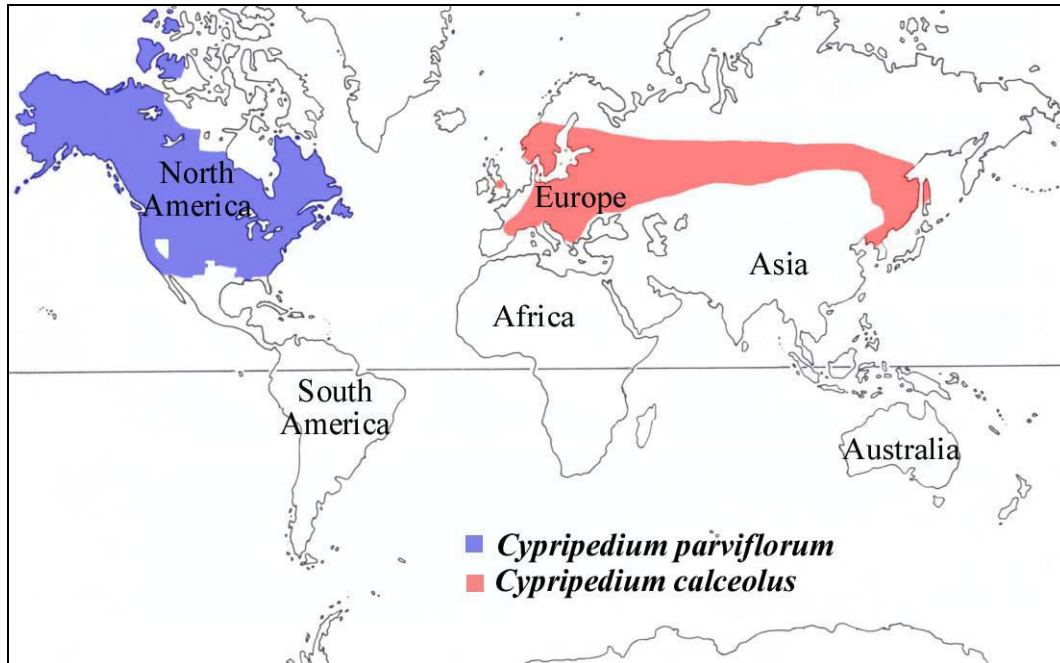 North
America
Europe
Asia
Africa
South
America
Australia
Cypripedium parviflorum
Cypripedium calceolus